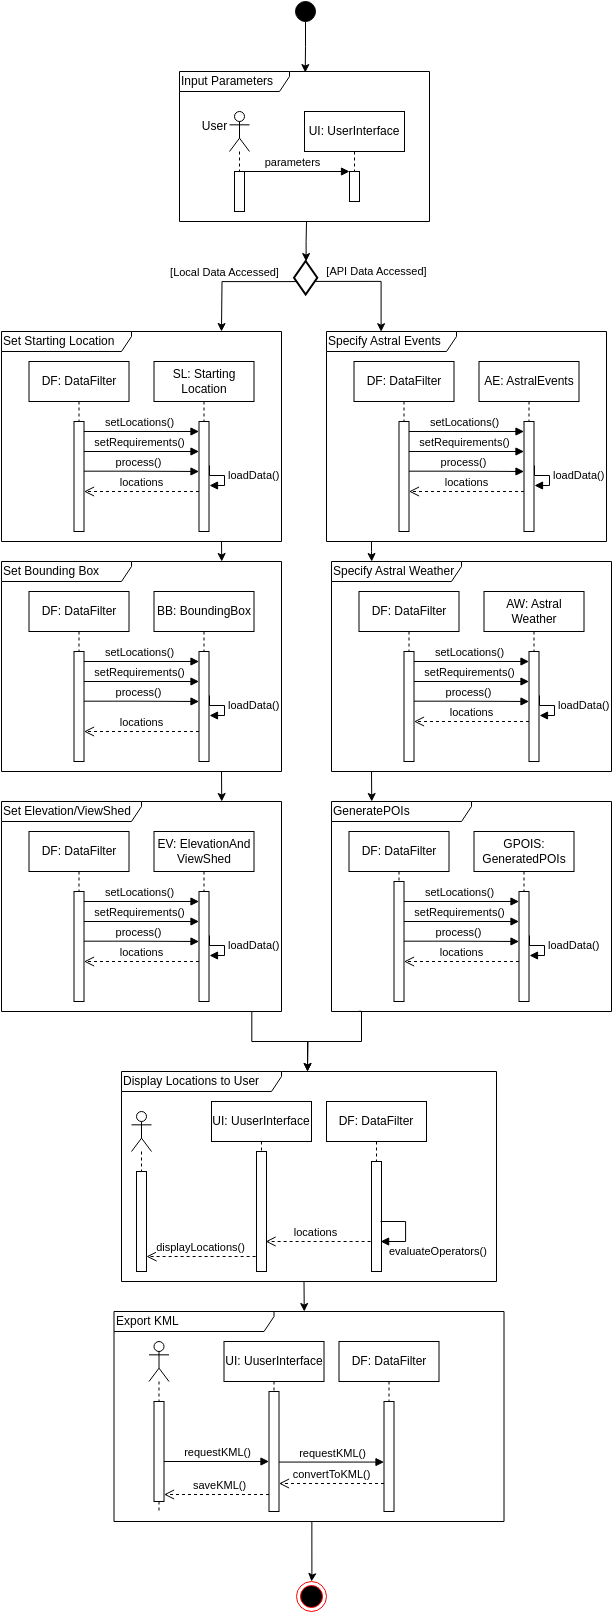 Input Parameters
User
UI: UserInterface
parameters
[Local Data Accessed]
[API Data Accessed]
Set Starting Location
DF: DataFilter
SL: Starting
Location
setLocations()
setRequirements()
process()
loadData()
locations
Specify Astral Events
DF: DataFilter
AE: AstralEvents
setLocations()
setRequirements()
process()
loadData()
locations
Set Bounding Box
DF: DataFilter
BB: BoundingBox
setLocations()
setRequirements()
process()
loadData()
locations
Specify Astral Weather
DF: DataFilter
AW: Astral
Weather
setLocations()
setRequirements()
process()
loadData()
locations
Set Elevation/ViewShed
DF: DataFilter
EV: ElevationAnd
ViewShed
setLocations()
setRequirements()
process()
loadData()
locations
GeneratePOIs
DF: DataFilter
GPOIS:
GeneratedPOIs
setLocations()
setRequirements()
process()
loadData()
locations
Display Locations to User
UI: UuserInterface
DF: DataFilter
locations
displayLocations()
evaluateOperators()
Export KML
UI: UuserInterface
DF: DataFilter
requestKML()
requestKML()
convertToKML()
saveKML()